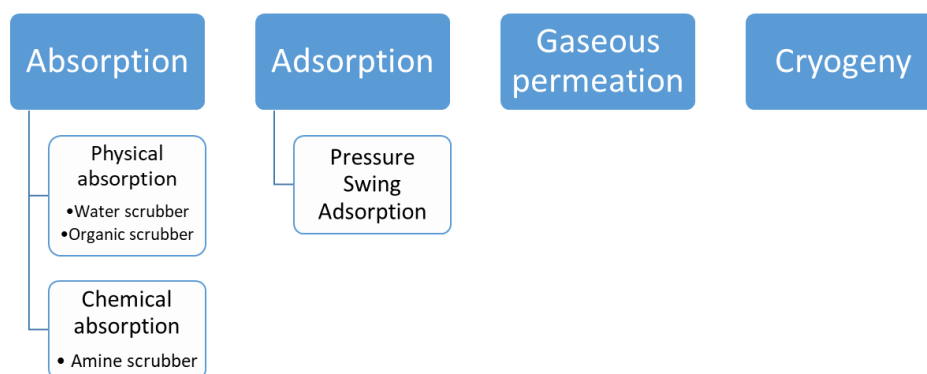 Absorption
Physical
absorption
•Water scrubber
•Organic scrubber
Chemical
absorption
• Amine scrubber
Adsorption
Pressure
Swing
Adsorption
Gaseous
permeation
Cryogeny